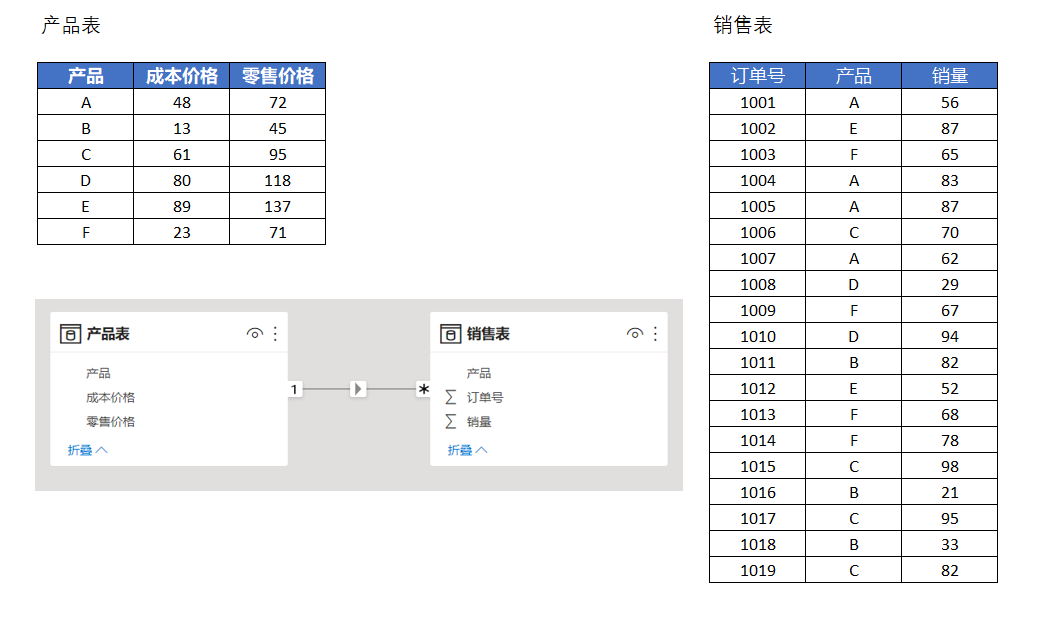 产品表
产品 成本价格 零售价格
A 48 72
B 13 45
C 61 95
D 80 118
E 89 137
F 23 71
产品表
产品
成本价格
零售价格
折叠
1
*
销售表
产品
∑ 订单号
∑ 销量
折叠
销售表
订单号 产品 销量
1001 A 56
1002 E 87
1003 F 65
1004 A 83
1005 A 87
1006 C 70
1007 A 62
1008 D 29
1009 F 67
1010 D 94
1011 B 82
1012 E 52
1013 F 68
1014 F 78
1015 C 98
1016 B 21
1017 C 95
1018 B 33
1019 C 82